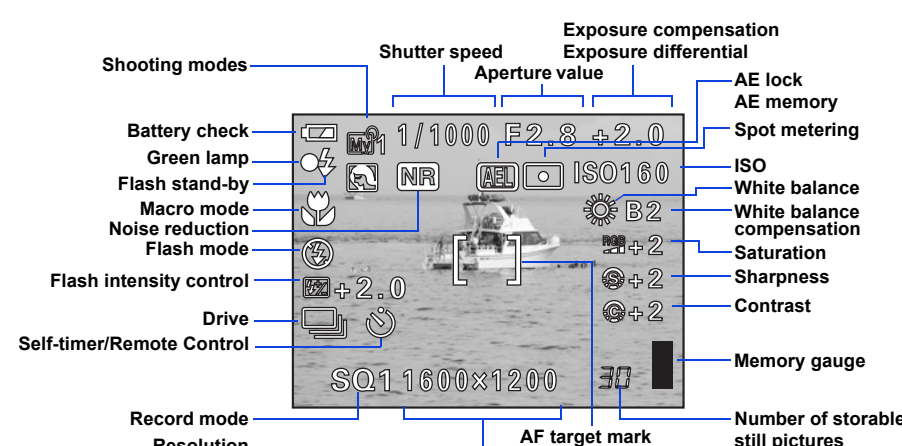 Exposure compensation
Shutter speed Exposure differential
Aperture value
Shooting modes
AE lock
AE memory
Battery check
Spot metering
Green lamp
ISO
Flash stand-by
White balance
Macro mode
White balance
compensation
Noise reduction
Flash mode
Saturation
Flash intensity control
Sharpness
Contrast
Drive
Self-timer/Remote Control
Memory gauge
Record mode
Number of storable
still pictures
AF target mark
Resolution
My1 1/1000 F2.8 +2.0
NR AEL ISO160
B2
RGB +2
S +2
+2.0
C +2
SQ1 1600×1200 30